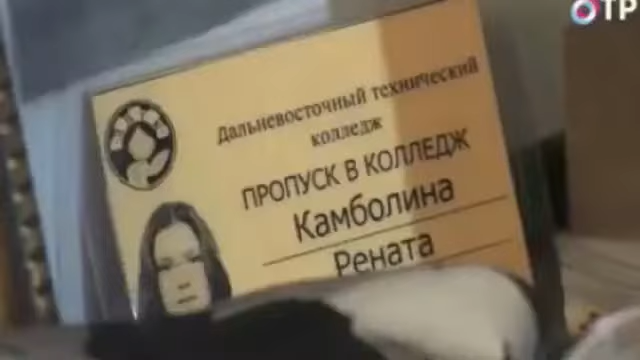 ОТР
Дальневосточный технический
колледж
ПРОПУСК В КОЛЛЕДЖ
Камболина
Рената